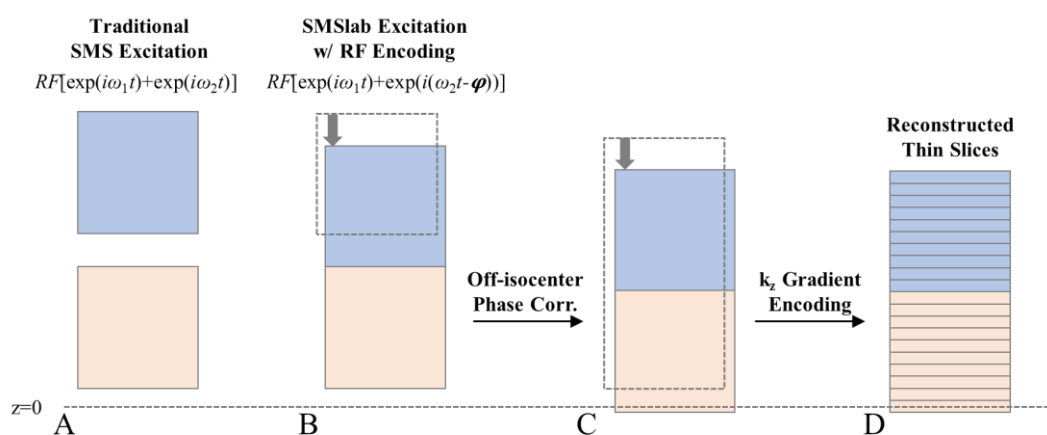 Traditional
SMS Excitation
RF[exp(iω₁t)+exp(iω₂t)]
SMSlab Excitation
w/ RF Encoding
RF[exp(iω₁t)+exp(i(ω₂t-φ))]
Off-isocenter
Phase Corr.
k_z Gradient
Encoding
Reconstructed
Thin Slices
z=0
A
B
C
D